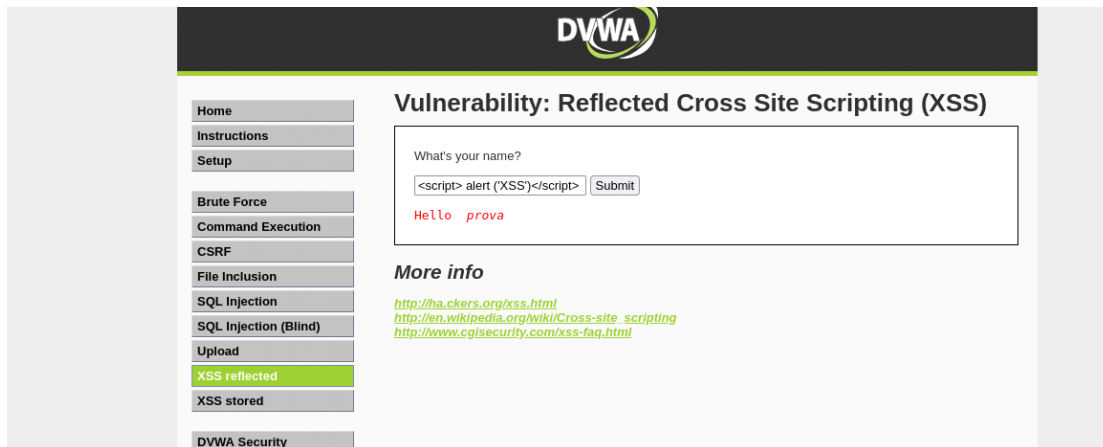 DVWA
Home
Instructions
Setup
Brute Force
Command Execution
CSRF
File Inclusion
SQL Injection
SQL Injection (Blind)
Upload
XSS reflected
XSS stored
DVWA Security
Vulnerability: Reflected Cross Site Scripting (XSS)
What's your name?
<script> alert ('XSS')</script> Submit
Hello prova
More info
http://ha.ckers.org/xss.html
http://en.wikipedia.org/wiki/Cross-site_scripting
http://www.cgisecurity.com/xss-faq.html